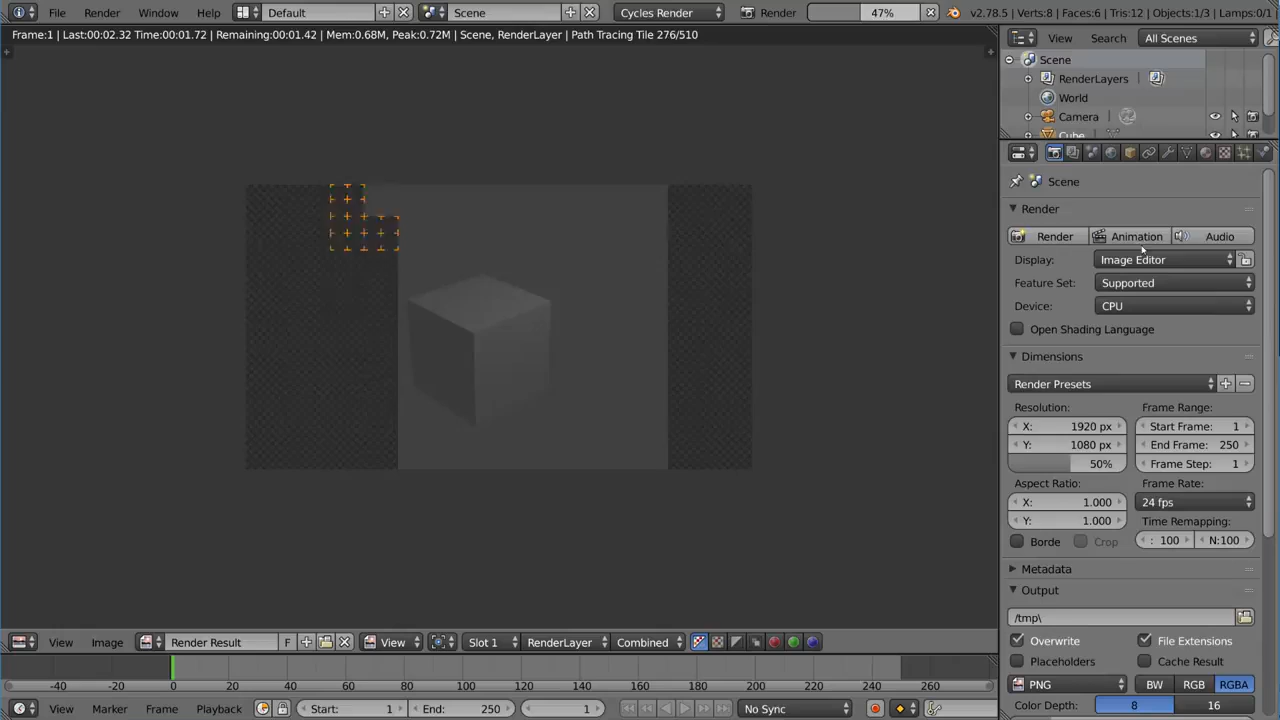 File Render Window Help Default Scene Cycles Render Render 47% v2.78.5 | Verts:8 | Faces:6 | Tris:12 | Objects:1/3 | Lamps:0/1
Frame:1 | Last:00:02.32 Time:00:01.72 | Remaining:00:01.42 | Mem:0.68M, Peak:0.72M | Scene, RenderLayer | Path Tracing Tile 276/510
View Search All Scenes
Scene
RenderLayers
World
Camera
Cube
Scene
Render
Render Animation Audio
Display: Image Editor
Feature Set: Supported
Device: CPU
Open Shading Language
Dimensions
Render Presets
Resolution: Frame Range:
X: 1920 px Start Frame: 1
Y: 1080 px End Frame: 250
50% Frame Step: 1
Aspect Ratio: Frame Rate:
X: 1.000 24 fps
Y: 1.000 Time Remapping:
Borde Crop : 100 N:100
Metadata
Output
/tmp\
Overwrite File Extensions
Placeholders Cache Result
PNG BW RGB RGBA
Color Depth: 8 16
View Image Render Result F View Slot 1 RenderLayer Combined
-40 -20 0 20 40 60 80 100 120 140 160 180 200 220 240 260
View Marker Frame Playback Start: 1 End: 250 1 No Sync